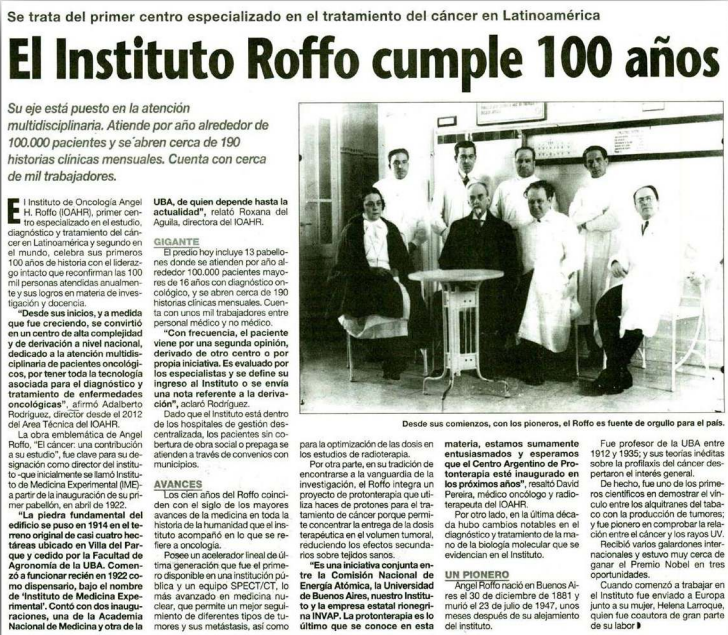 Se trata del primer centro especializado en el tratamiento del cáncer en Latinoamérica
El Instituto Roffo cumple 100 años
Su eje está puesto en la atención
multidisciplinaria. Atiende por año alrededor de
100.000 pacientes y se abren cerca de 190
historias clínicas mensuales. Cuenta con cerca
de mil trabajadores.
El Instituto de Oncología Angel
H. Roffo (IOAHR), primer cen-
tro especializado en el estudio,
diagnóstico y tratamiento del cán-
cer en Latinoamérica y segundo en
el mundo, celebra sus primeros
100 años de historia con el lideraz-
go intacto que reconfirman las 100
mil personas atendidas anualmen-
te y sus logros en materia de inves-
tigación y docencia.
"Desde sus inicios, y a medida
que fue creciendo, se convirtió
en un centro de alta complejidad
y de derivación a nivel nacional,
dedicado a la atención multidis-
ciplinaria de pacientes oncológi-
cos, por tener toda la tecnología
asociada para el diagnóstico y
tratamiento de enfermedades
oncológicas", afirmó Adalberto
Rodríguez, director desde el 2012
del Area Técnica del IOAHR.
La obra emblemática de Angel
Roffo, "El cáncer: una contribución
a su estudio", fue clave para su de-
signación como director del institu-
to -que inicialmente se llamó Institu-
to de Medicina Experimental (IME)-
a partir de la inauguración de su pri-
mer pabellón, en abril de 1922.
"La piedra fundamental del
edificio se puso en 1914 en el te-
rreno original de casi cuatro hec-
táreas ubicado en Villa del Par-
que y cedido por la Facultad de
Agronomía de la UBA. Comen-
zó a funcionar recién en 1922 co-
mo dispensario, bajo el nombre
de 'Instituto de Medicina Expe-
rimental'. Contó con dos inaugu-
raciones, una de la Academia
Nacional de Medicina y otra de la
UBA, de quien depende hasta la
actualidad", relató Roxana del
Aguila, directora del IOAHR.
GIGANTE
El predio hoy incluye 13 pabello-
nes donde se atienden por año al-
rededor 100.000 pacientes mayo-
res de 16 años con diagnóstico on-
cológico, y se abren cerca de 190
historias clínicas mensuales. Cuen-
ta con unos mil trabajadores entre
personal médico y no médico.
"Con frecuencia, el paciente
viene por una segunda opinión,
derivado de otro centro o por
propia iniciativa. Es evaluado por
los especialistas y se define su
ingreso al Instituto o se envía
una nota referente a la deriva-
ción", aclaró Rodríguez.
Dado que el Instituto está dentro
de los hospitales de gestión des-
centralizada, los pacientes sin co-
bertura de obra social o prepaga se
atienden a través de convenios con
municipios.
AVANCES
Los cien años del Roffo coinci-
den con el siglo de los mayores
avances de la medicina en toda la
historia de la humanidad que el ins-
tituto acompañó en lo que se re-
fiere a oncología.
Posee un acelerador lineal de úl-
tima generación que fue el prime-
ro disponible en una institución pú-
blica y un equipo SPECT/CT, lo
más avanzado en medicina nu-
clear, que permite un mejor segui-
miento de diferentes tipos de tu-
mores y sus metástasis, así como
Desde sus comienzos, con los pioneros, el Roffo es fuente de orgullo para el país.
para la optimización de las dosis en
los estudios de radioterapia.
Por otra parte, en su tradición de
encontrarse a la vanguardia de la
investigación, el Roffo integra un
proyecto de protonterapia que uti-
liza haces de protones para el tra-
tamiento de cáncer porque permi-
te concentrar la entrega de la dosis
terapéutica en el volumen tumoral,
reduciendo los efectos secunda-
rios sobre tejidos sanos.
"Es una iniciativa conjunta en-
tre la Comisión Nacional de
Energía Atómica, la Universidad
de Buenos Aires, nuestro Institu-
to y la empresa estatal rionegri-
na INVAP. La protonterapia es lo
último que se conoce en esta
materia, estamos sumamente
entusiasmados y esperamos
que el Centro Argentino de Pro-
tonterapia esté inaugurado en
los próximos años", resaltó David
Pereira, médico oncólogo y radio-
terapeuta del IOAHR.
Por otro lado, en la última déca-
da hubo cambios notables en el
diagnóstico y tratamiento de la ma-
no de la biología molecular que se
evidencian en el Instituto.
UN PIONERO
Angel Roffo nació en Buenos Ai-
res el 30 de diciembre de 1881 y
murió el 23 de julio de 1947, unos
meses después de su alejamiento
del instituto.
Fue profesor de la UBA entre
1912 y 1935; y sus teorías inéditas
sobre la profilaxis del cáncer des-
pertaron el interés general.
De hecho, fue uno de los prime-
ros científicos en demostrar el vín-
culo entre los alquitranes del taba-
co con la producción de tumores;
y fue pionero en comprobar la rela-
ción entre el cáncer y los rayos UV.
Recibió varios galardones inter-
nacionales y estuvo muy cerca de
ganar el Premio Nobel en tres
oportunidades.
Cuando comenzó a trabajar en
el Instituto fue enviado a Europa
junto a su mujer, Helena Larroque,
quien fue coautora de gran parte
de su labor